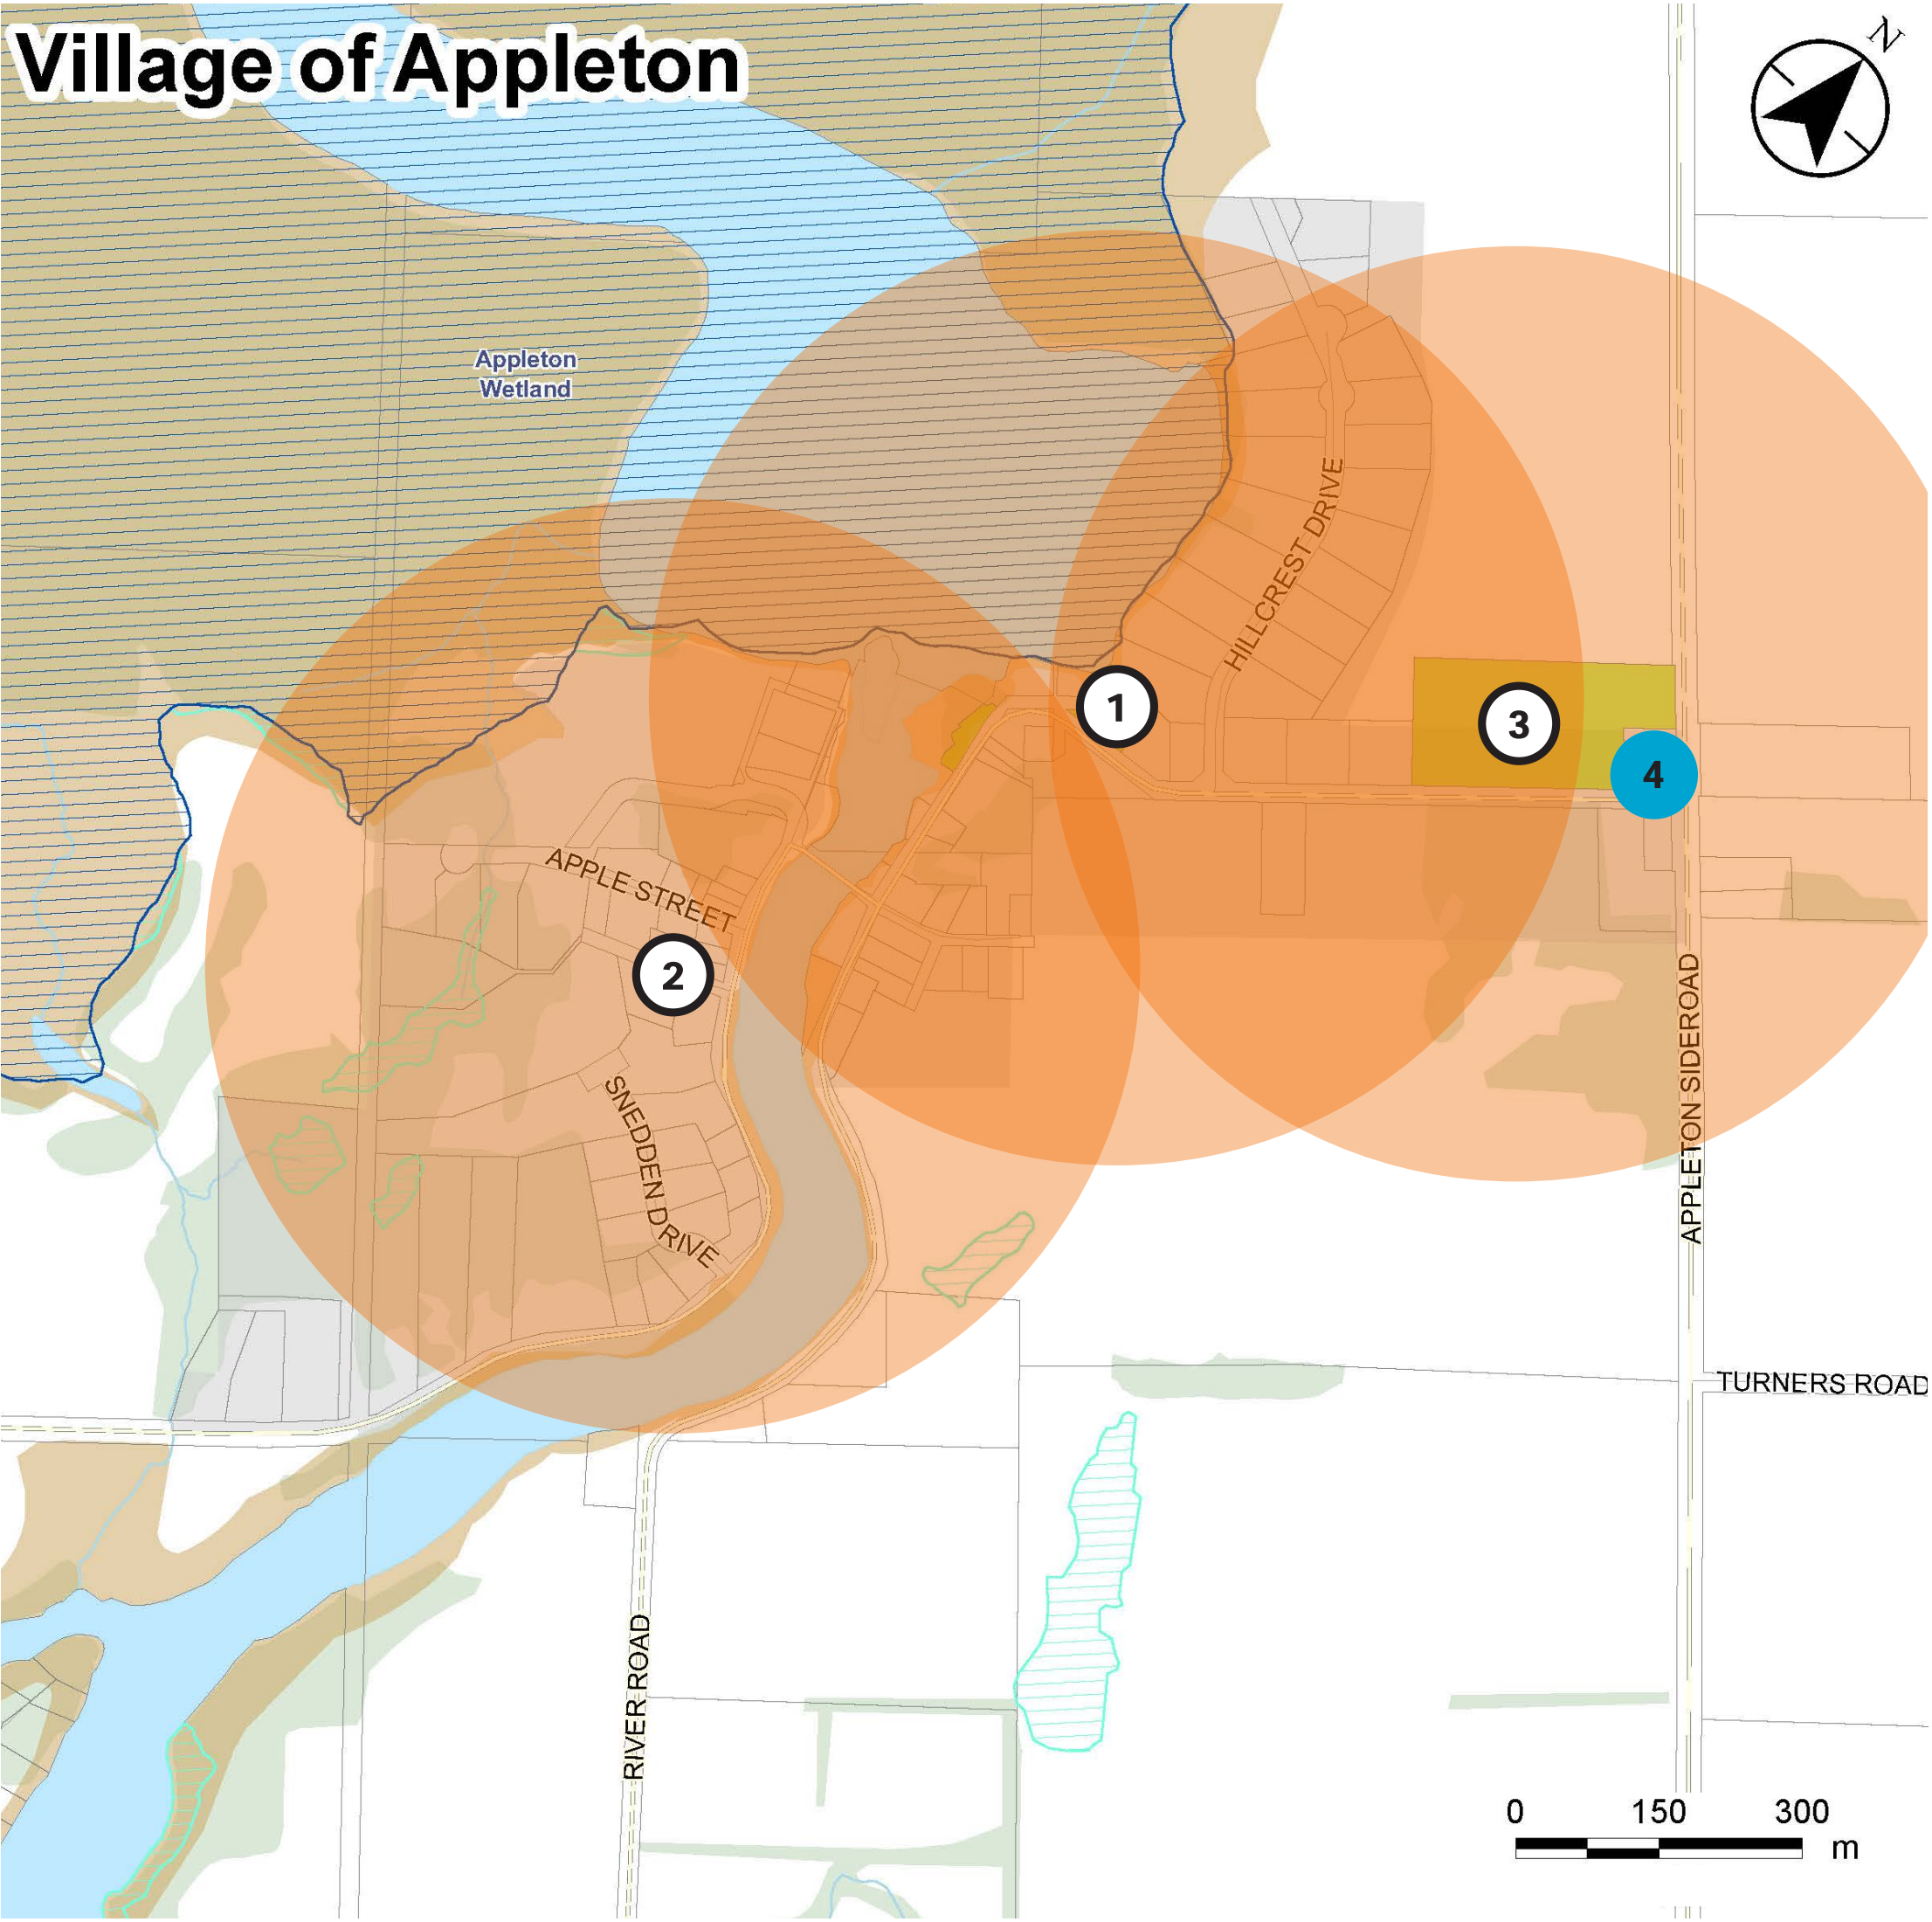 Village of Appleton
N
Appleton
Wetland
HILLCREST DRIVE
1
3
4
APPLE STREET
2
SNEDDEN DRIVE
APPLETON SIDEROAD
TURNERS ROAD
RIVER ROAD
0 150 300
m